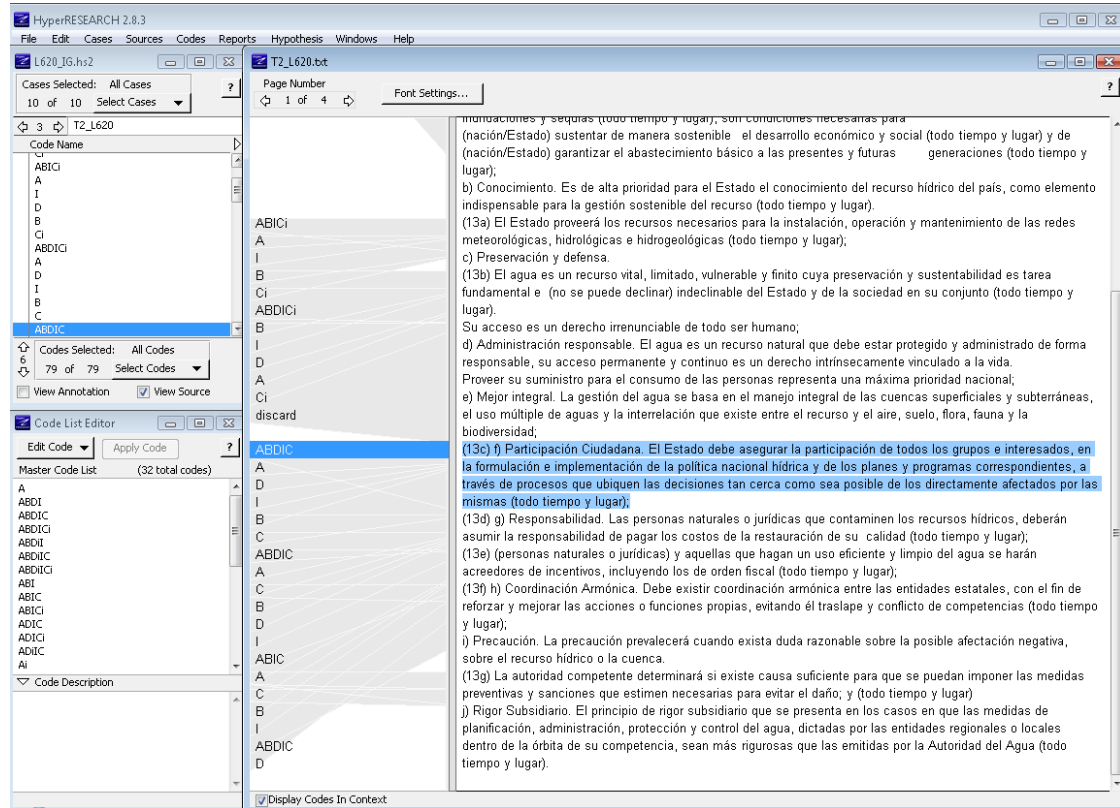 HyperRESEARCH 2.8.3
File Edit Cases Sources Codes Reports Hypothesis Windows Help
L620_IG.hs2
Cases Selected: All Cases
?
10 of 10 Select Cases
3 T2_L620
Code Name
Ci
ABICi
A
I
D
B
Ci
ABDICi
A
D
I
B
C
ABDIC
6
Codes Selected: All Codes
79 of 79 Select Codes
View Annotation View Source
Code List Editor
Edit Code Apply Code ?
Master Code List (32 total codes)
A
ABDI
ABDIC
ABDICi
ABDiI
ABDiIC
ABDiICi
ABI
ABIC
ABICi
ADIC
ADICi
ADiIC
Ai
Code Description
T2_L620.txt
Page Number
1 of 4
Font Settings...
?
ABICi
A
I
B
Ci
ABDICi
B
I
D
A
Ci
discard
ABDIC
A
D
I
B
C
ABDIC
A
C
B
D
I
ABIC
A
C
B
I
ABDIC
D
inundaciones y sequías (todo tiempo y lugar), son condiciones necesarias para
(nación/Estado) sustentar de manera sostenible el desarrollo económico y social (todo tiempo y lugar) y de
(nación/Estado) garantizar el abastecimiento básico a las presentes y futuras generaciones (todo tiempo y
lugar);
b) Conocimiento. Es de alta prioridad para el Estado el conocimiento del recurso hídrico del país, como elemento
indispensable para la gestión sostenible del recurso (todo tiempo y lugar).
(13a) El Estado proveerá los recursos necesarios para la instalación, operación y mantenimiento de las redes
meteorológicas, hidrológicas e hidrogeológicas (todo tiempo y lugar);
c) Preservación y defensa.
(13b) El agua es un recurso vital, limitado, vulnerable y finito cuya preservación y sustentabilidad es tarea
fundamental e (no se puede declinar) indeclinable del Estado y de la sociedad en su conjunto (todo tiempo y
lugar).
Su acceso es un derecho irrenunciable de todo ser humano;
d) Administración responsable. El agua es un recurso natural que debe estar protegido y administrado de forma
responsable, su acceso permanente y continuo es un derecho intrínsecamente vinculado a la vida.
Proveer su suministro para el consumo de las personas representa una máxima prioridad nacional;
e) Mejor integral. La gestión del agua se basa en el manejo integral de las cuencas superficiales y subterráneas,
el uso múltiple de aguas y la interrelación que existe entre el recurso y el aire, suelo, flora, fauna y la
biodiversidad;
(13c) f) Participación Ciudadana. El Estado debe asegurar la participación de todos los grupos e interesados, en
la formulación e implementación de la política nacional hídrica y de los planes y programas correspondientes, a
través de procesos que ubiquen las decisiones tan cerca como sea posible de los directamente afectados por las
mismas (todo tiempo y lugar);
(13d) g) Responsabilidad. Las personas naturales o jurídicas que contaminen los recursos hídricos, deberán
asumir la responsabilidad de pagar los costos de la restauración de su calidad (todo tiempo y lugar);
(13e) (personas naturales o jurídicas) y aquellas que hagan un uso eficiente y limpio del agua se harán
acreedores de incentivos, incluyendo los de orden fiscal (todo tiempo y lugar);
(13f) h) Coordinación Armónica. Debe existir coordinación armónica entre las entidades estatales, con el fin de
reforzar y mejorar las acciones o funciones propias, evitando él traslape y conflicto de competencias (todo tiempo
y lugar);
i) Precaución. La precaución prevalecerá cuando exista duda razonable sobre la posible afectación negativa,
sobre el recurso hídrico o la cuenca.
(13g) La autoridad competente determinará si existe causa suficiente para que se puedan imponer las medidas
preventivas y sanciones que estimen necesarias para evitar el daño; y (todo tiempo y lugar)
j) Rigor Subsidiario. El principio de rigor subsidiario que se presenta en los casos en que las medidas de
planificación, administración, protección y control del agua, dictadas por las entidades regionales o locales
dentro de la órbita de su competencia, sean más rigurosas que las emitidas por la Autoridad del Agua (todo
tiempo y lugar).
Display Codes In Context